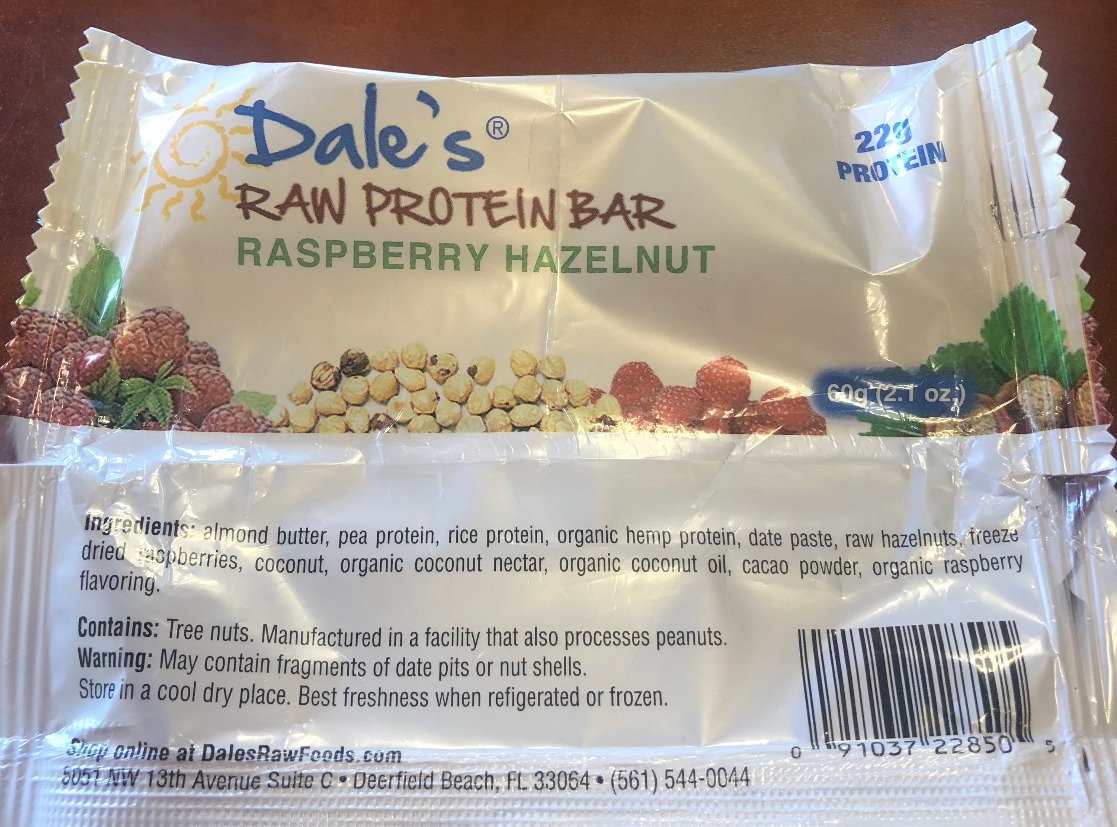 Dale's®
RAW PROTEIN BAR
RASPBERRY HAZELNUT
22g
PROTEIN
60g (2.1 oz.)
Ingredients: almond butter, pea protein, rice protein, organic hemp protein, date paste, raw hazelnuts, freeze
dried raspberries, coconut, organic coconut nectar, organic coconut oil, cacao powder, organic raspberry
flavoring.
Contains: Tree nuts. Manufactured in a facility that also processes peanuts.
Warning: May contain fragments of date pits or nut shells.
Store in a cool dry place. Best freshness when refigerated or frozen.
Shop online at DalesRawFoods.com
5051 NW 13th Avenue Suite C • Deerfield Beach, FL 33064 • (561) 544-0044
0 91037 22850 5